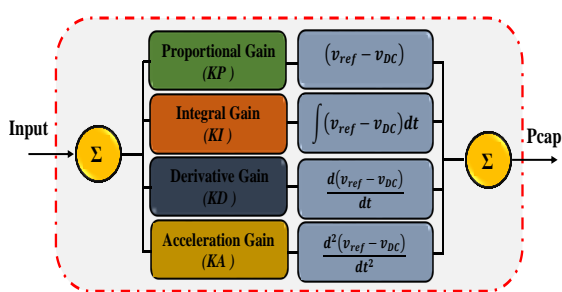 Input
Σ
Proportional Gain
(KP)
(v_ref − v_DC)
Integral Gain
(KI)
∫(v_ref − v_DC)dt
Derivative Gain
(KD)
d(v_ref − v_DC)
dt
Acceleration Gain
(KA )
d²(v_ref − v_DC)
dt²
Σ
Pcap